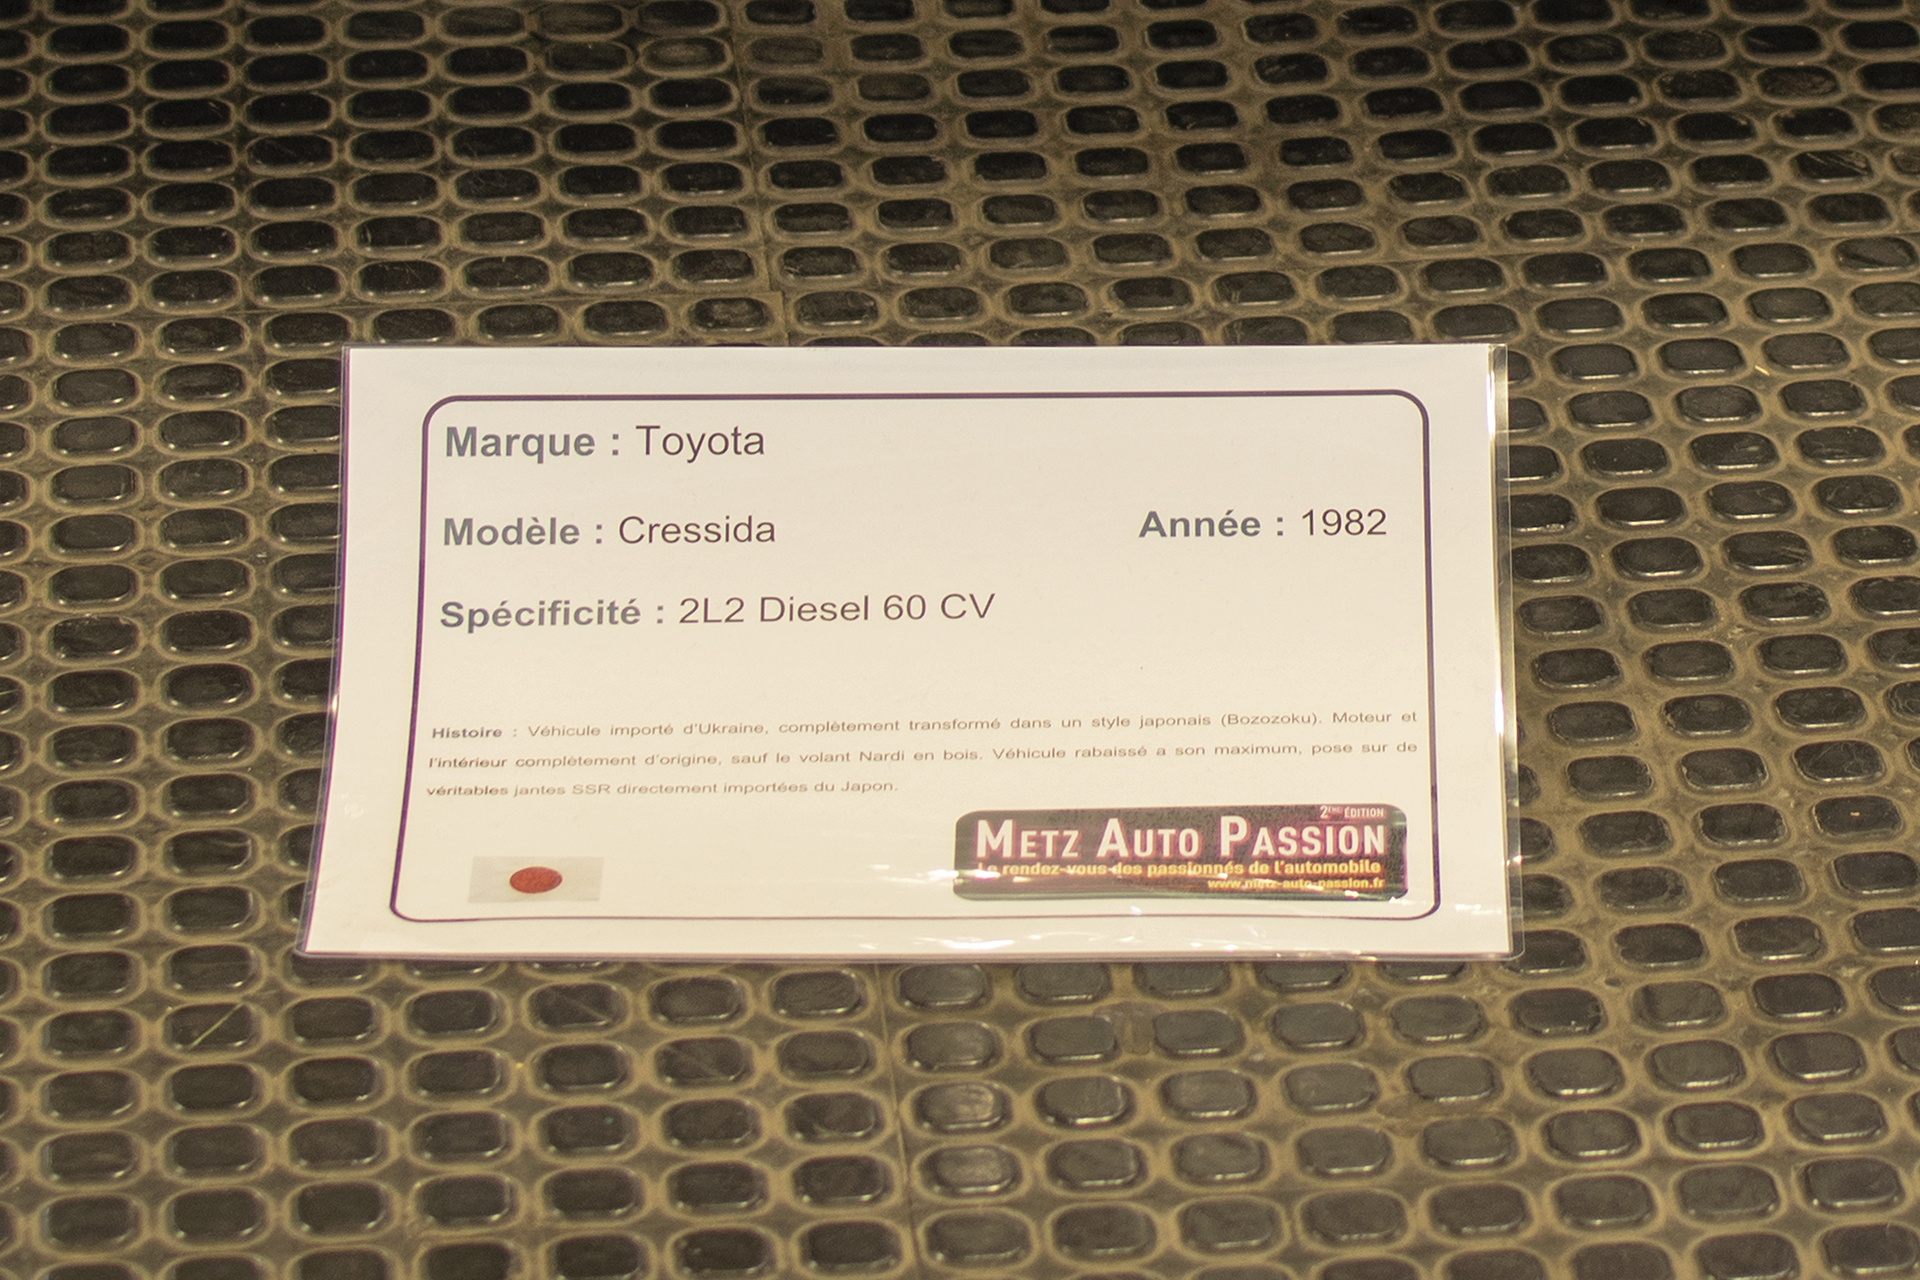 Marque : Toyota
Modèle : Cressida Année : 1982
Spécificité : 2L2 Diesel 60 CV
Histoire : Véhicule importé d'Ukraine, complètement transformé dans un style japonais (Bozozoku). Moteur et
l'intérieur complètement d'origine, sauf le volant Nardi en bois. Véhicule rabaissé a son maximum, pose sur de
véritables jantes SSR directement importées du Japon.
2ÈME ÉDITION
METZ AUTO PASSION
Le rendez-vous des passionnés de l'automobile
www.metz-auto-passion.fr